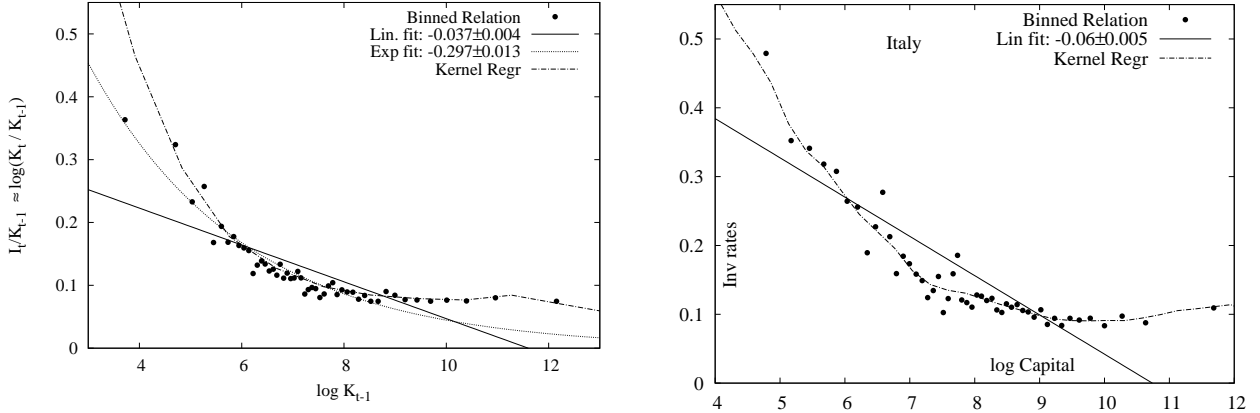 0.5
0.4
0.3
0.2
0.1
0
4
6
8
10
12
I_t/K_{t-1} ≈ log(K_t / K_{t-1})
log K_{t-1}
Binned Relation
Lin. fit: -0.037±0.004
Exp fit: -0.297±0.013
Kernel Regr
0.5
0.4
0.3
0.2
0.1
0
4
5
6
7
8
9
10
11
12
Inv rates
log Capital
Italy
Binned Relation
Lin fit: -0.06±0.005
Kernel Regr